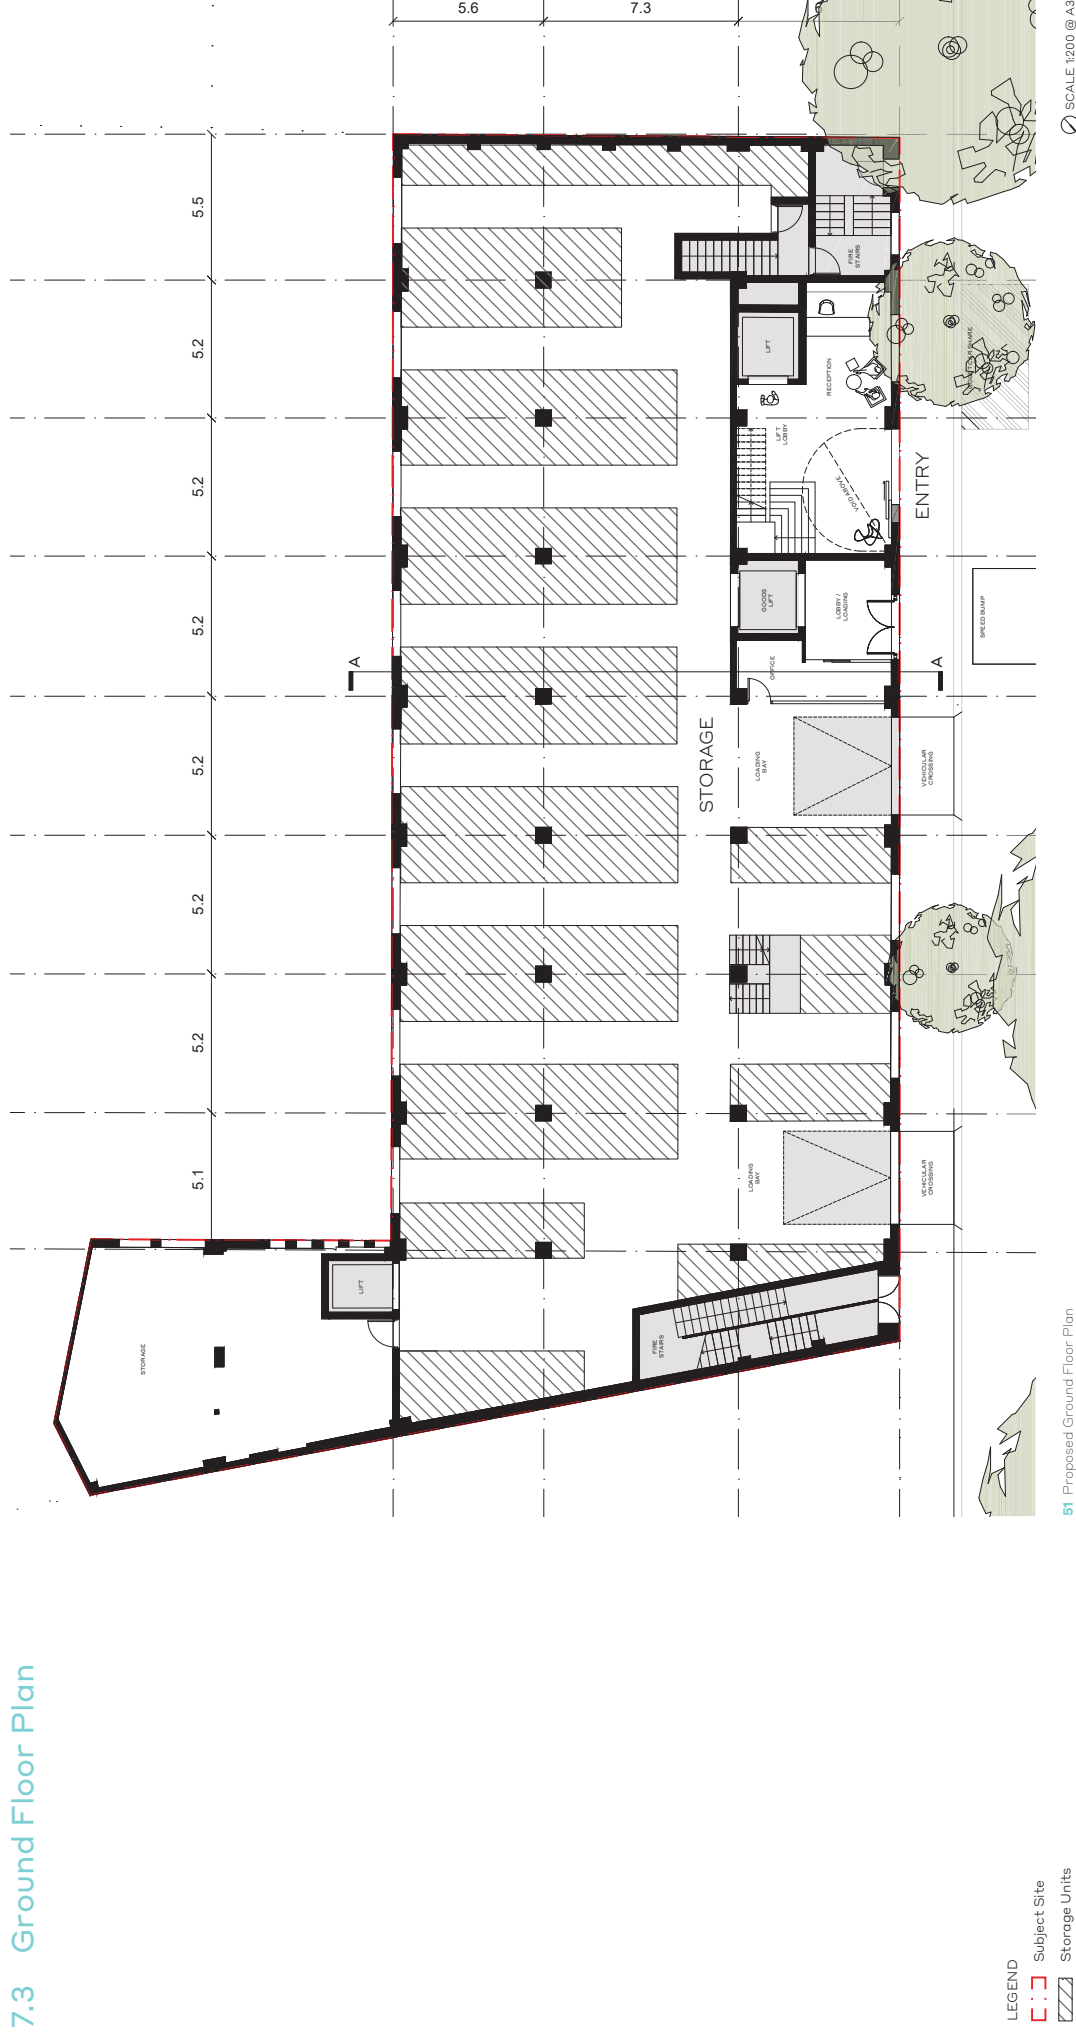 7.3 Ground Floor Plan
LEGEND
Subject Site
Storage Units
51 Proposed Ground Floor Plan
SCALE 1:200 @ A3
5.1
5.2
5.2
5.2
5.2
5.2
5.2
5.5
5.6
7.3
STORAGE
LIFT
FIRE
STAIRS
LOADING
BAY
VEHICULAR
CROSSING
STORAGE
LOADING
BAY
VEHICULAR
CROSSING
A
A
OFFICE
GOODS
LIFT
LOBBY /
LOADING
SPEED BUMP
ENTRY
VOID ABOVE
LIFT
LOBBY
RECEPTION
LIFT
FIRE
STAIRS
CAR SHARE